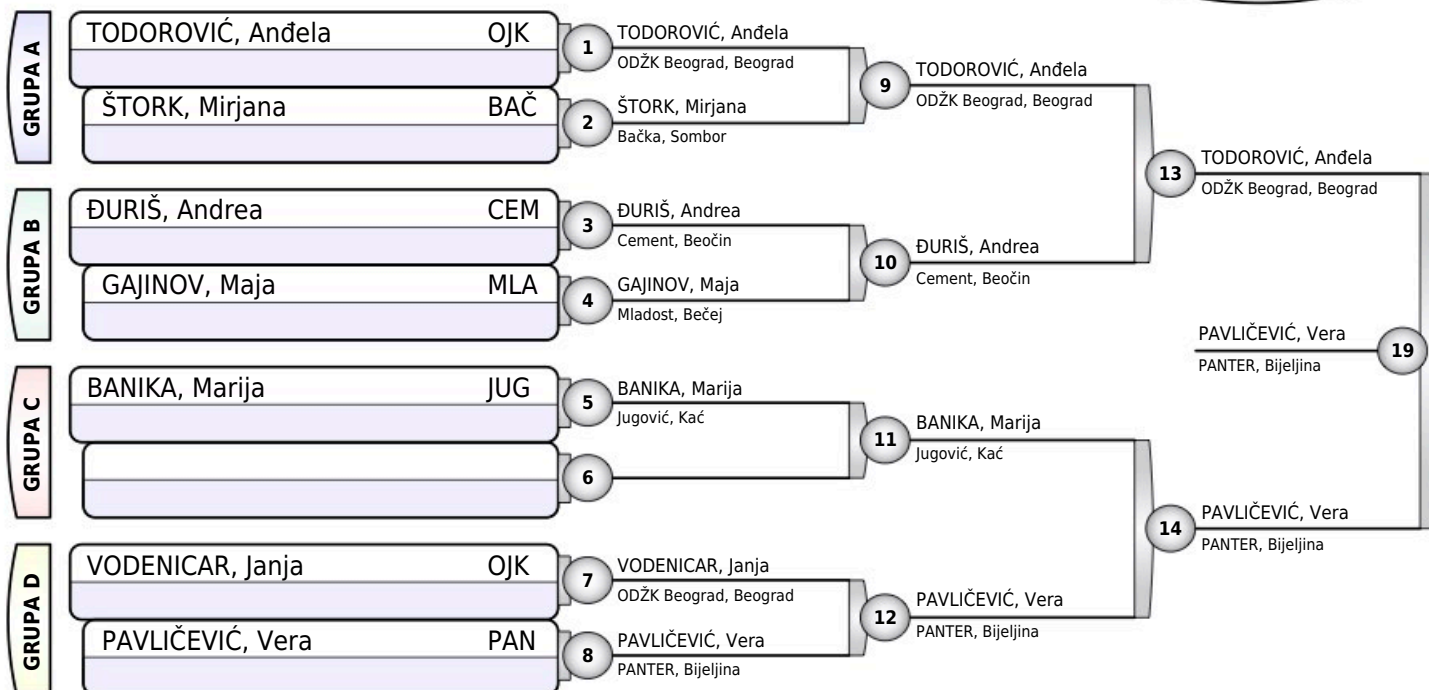 GRUPA A
TODOROVIĆ, Anđela OJK
ŠTORK, Mirjana BAČ
GRUPA B
ĐURIŠ, Andrea CEM
GAJINOV, Maja MLA
GRUPA C
BANIKA, Marija JUG
GRUPA D
VODENICAR, Janja OJK
PAVLIČEVIĆ, Vera PAN
1
TODOROVIĆ, Anđela
ODŽK Beograd, Beograd
2
ŠTORK, Mirjana
Bačka, Sombor
3
ĐURIŠ, Andrea
Cement, Beočin
4
GAJINOV, Maja
Mladost, Bečej
5
BANIKA, Marija
Jugović, Kać
6
7
VODENICAR, Janja
ODŽK Beograd, Beograd
8
PAVLIČEVIĆ, Vera
PANTER, Bijeljina
9
TODOROVIĆ, Anđela
ODŽK Beograd, Beograd
10
ĐURIŠ, Andrea
Cement, Beočin
11
BANIKA, Marija
Jugović, Kać
12
PAVLIČEVIĆ, Vera
PANTER, Bijeljina
13
TODOROVIĆ, Anđela
ODŽK Beograd, Beograd
14
PAVLIČEVIĆ, Vera
PANTER, Bijeljina
PAVLIČEVIĆ, Vera
PANTER, Bijeljina
19